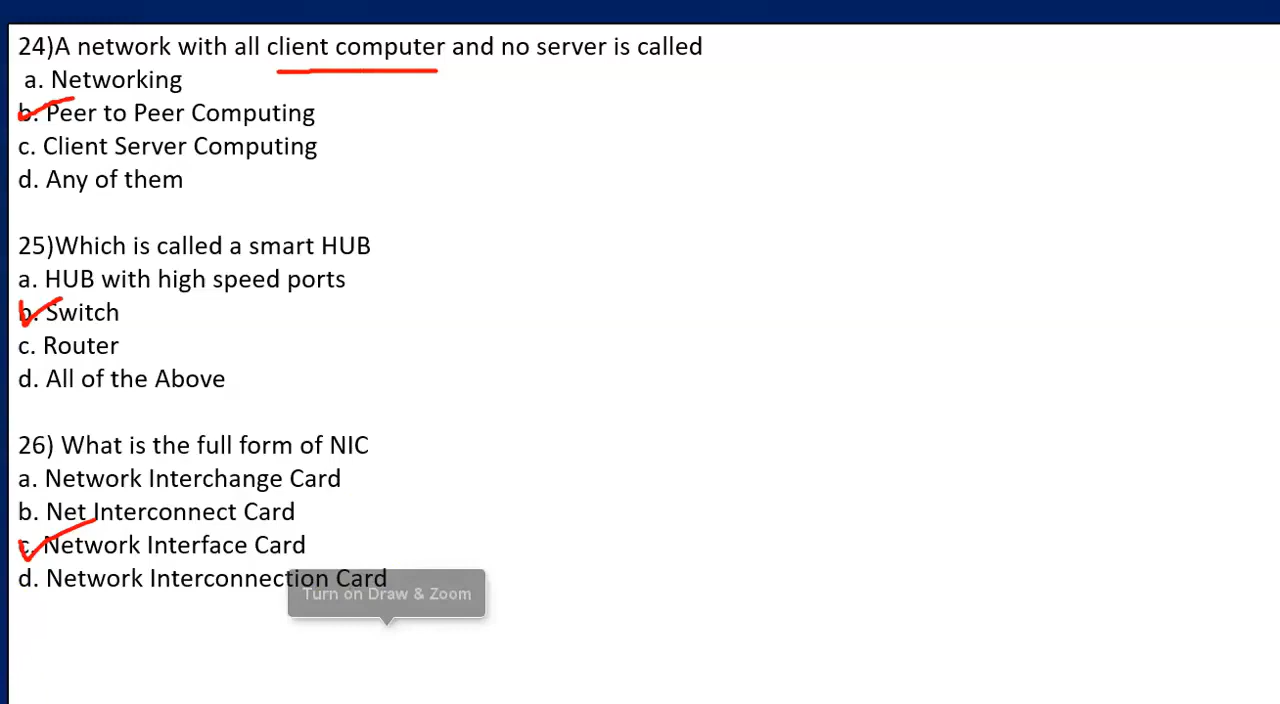 24)A network with all client computer and no server is called
a. Networking
b. Peer to Peer Computing
c. Client Server Computing
d. Any of them
25)Which is called a smart HUB
a. HUB with high speed ports
b. Switch
c. Router
d. All of the Above
26) What is the full form of NIC
a. Network Interchange Card
b. Net Interconnect Card
c. Network Interface Card
d. Network Interconnection Card
Turn on Draw & Zoom